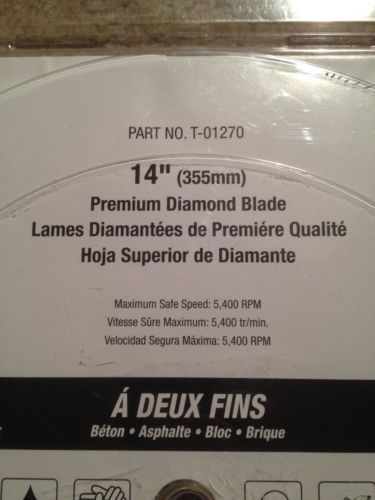 PART NO. T-01270
14" (355mm)
Premium Diamond Blade
Lames Diamantées de Premiére Qualité
Hoja Superior de Diamante
Maximum Safe Speed: 5,400 RPM
Vitesse Sûre Maximum: 5,400 tr/min.
Velocidad Segura Máxima: 5,400 RPM
Á DEUX FINS
Béton • Asphalte • Bloc • Brique